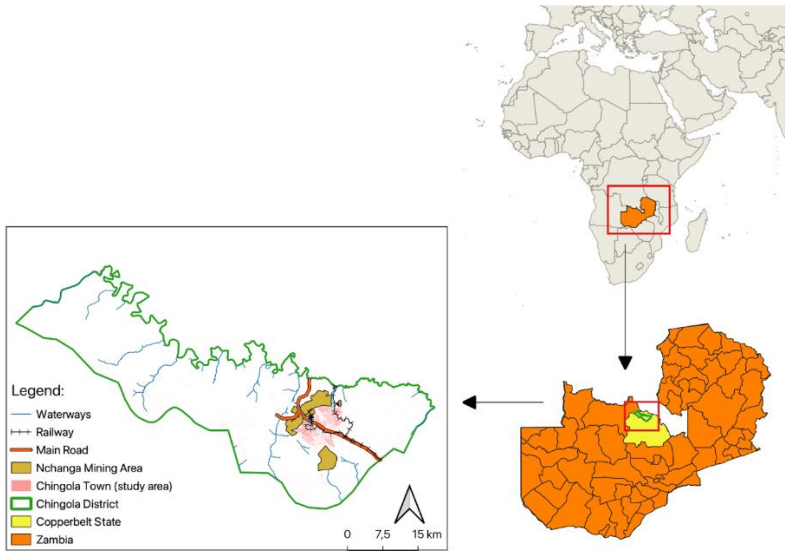 Legend:
Waterways
Railway
Main Road
Nchanga Mining Area
Chingola Town (study area)
Chingola District
Copperbelt State
Zambia
0 7,5 15 km